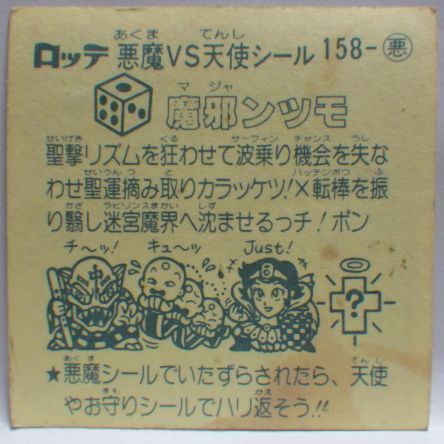 ロッテ 悪魔VS天使シール 158-悪
魔邪ンツモ
聖撃リズムを狂わせて波乗り機会を失な
わせ聖運摘み取りカラッケツ!×転棒を振
り翳し迷宮魔界へ沈ませるっチ!ポン
チ〜ッ! キュ〜ッ Just!
?
★悪魔シールでいたずらされたら、天使
やお守りシールでハリ返そう!!